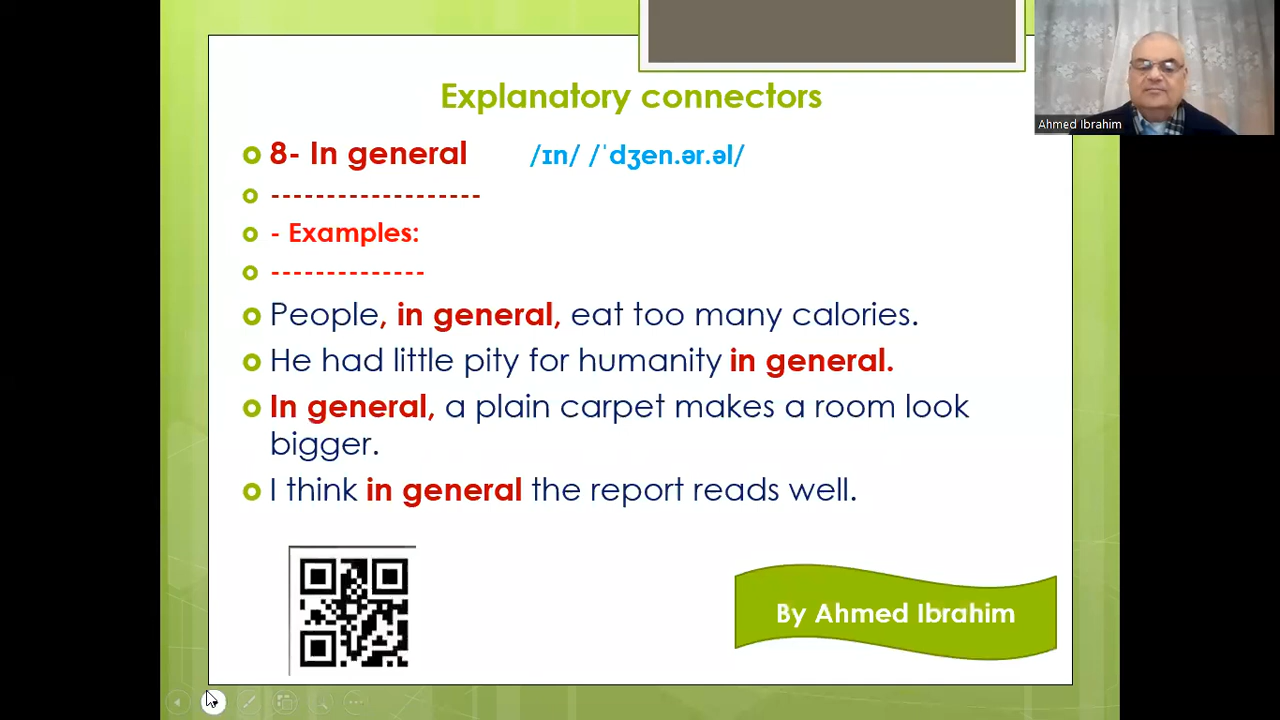 Explanatory connectors
Ahmed Ibrahim
8- In general /ɪn/ /ˈdʒen.ər.əl/
-------------------
- Examples:
--------------
People, in general, eat too many calories.
He had little pity for humanity in general.
In general, a plain carpet makes a room look
bigger.
I think in general the report reads well.
By Ahmed Ibrahim